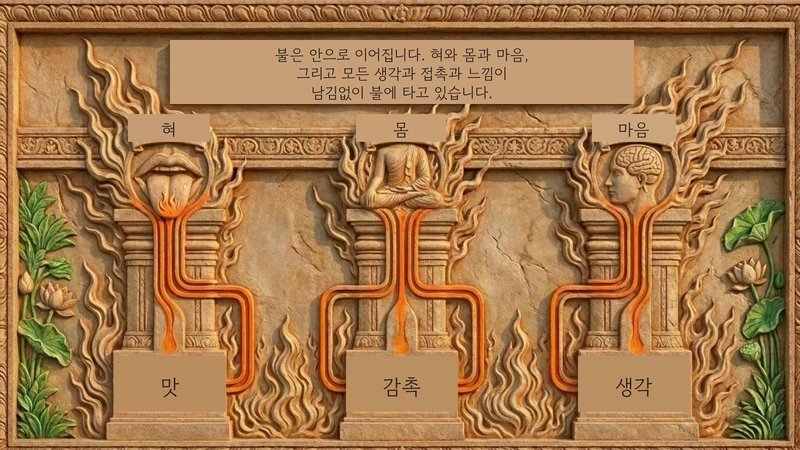 불은 안으로 이어집니다. 혀와 몸과 마음,
그리고 모든 생각과 접촉과 느낌이
남김없이 불에 타고 있습니다.
혀
몸
마음
맛
감촉
생각